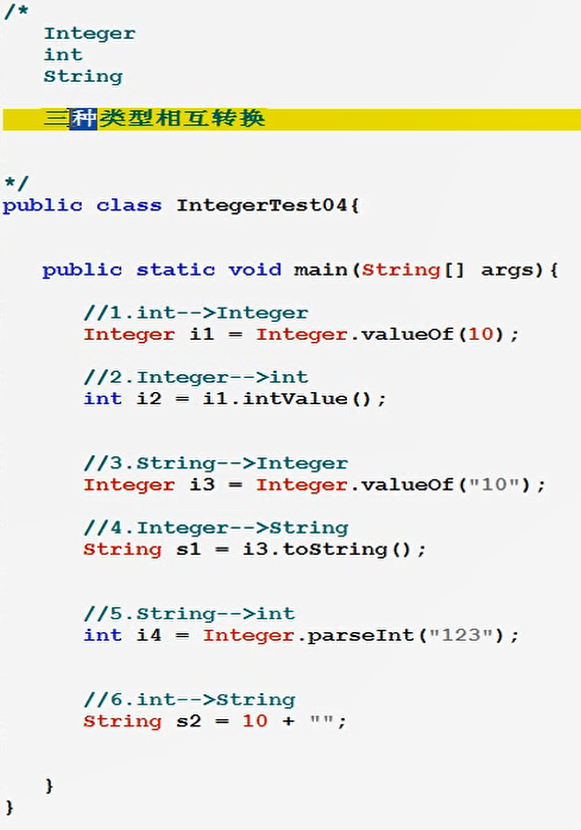 /*
Integer
int
String
三种类型相互转换
*/
public class IntegerTest04{
public static void main(String[] args){
//1.int-->Integer
Integer i1 = Integer.valueOf(10);
//2.Integer-->int
int i2 = i1.intValue();
//3.String-->Integer
Integer i3 = Integer.valueOf("10");
//4.Integer-->String
String s1 = i3.toString();
//5.String-->int
int i4 = Integer.parseInt("123");
//6.int-->String
String s2 = 10 + "";
}
}